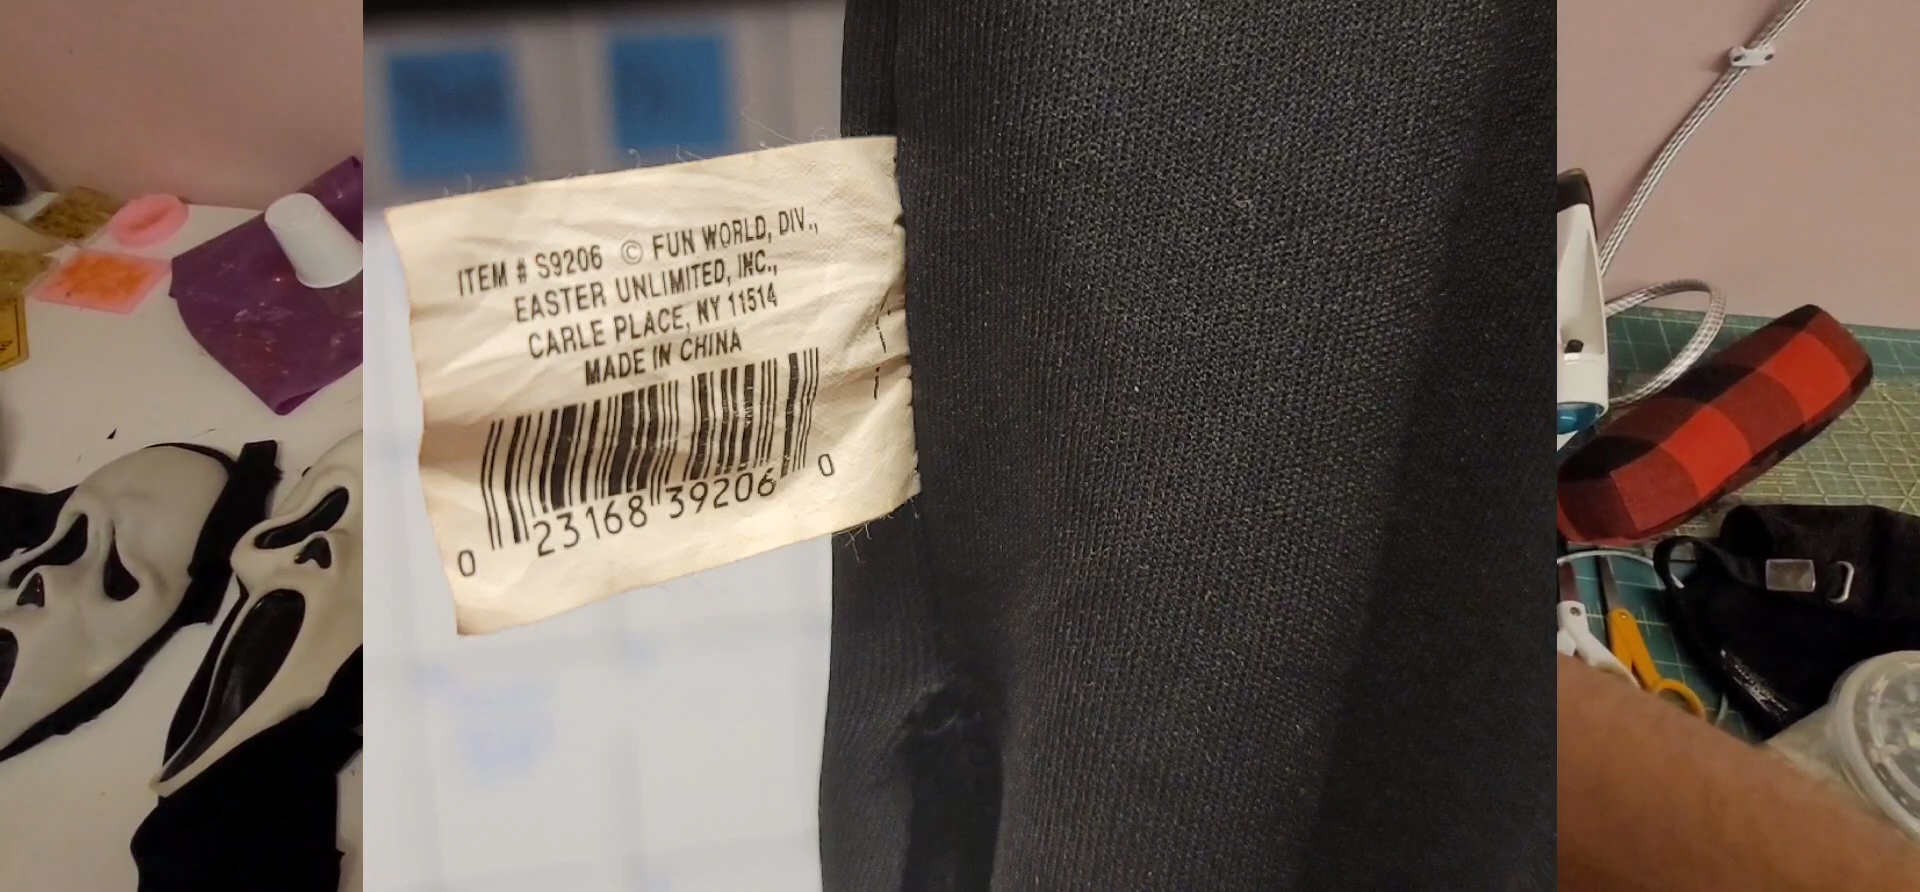 ITEM # S9206 © FUN WORLD, DIV.,
EASTER UNLIMITED, INC.,
CARLE PLACE, NY 11514
MADE IN CHINA
0 23168 39206 0